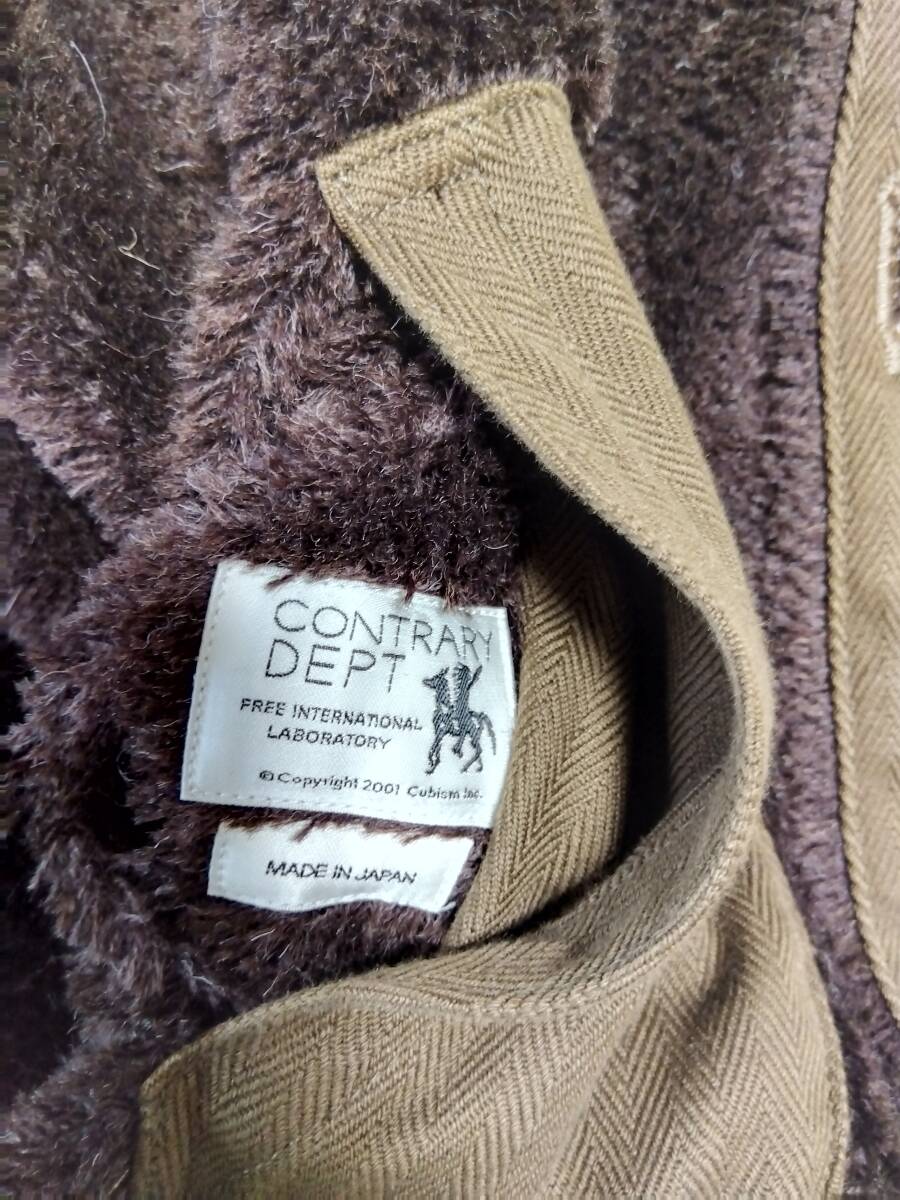 CONTRARY
DEPT
FREE INTERNATIONAL
LABORATORY
© Copyright 2001 Cubism Inc.
MADE IN JAPAN